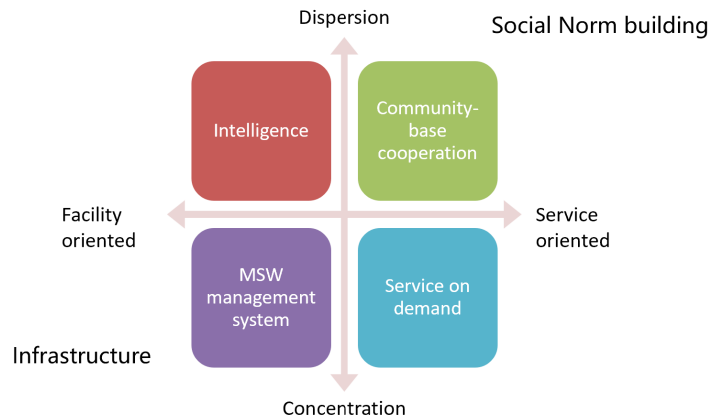 Dispersion
Social Norm building
Intelligence
Community-
base
cooperation
Facility
oriented
Service
oriented
MSW
management
system
Service on
demand
Infrastructure
Concentration